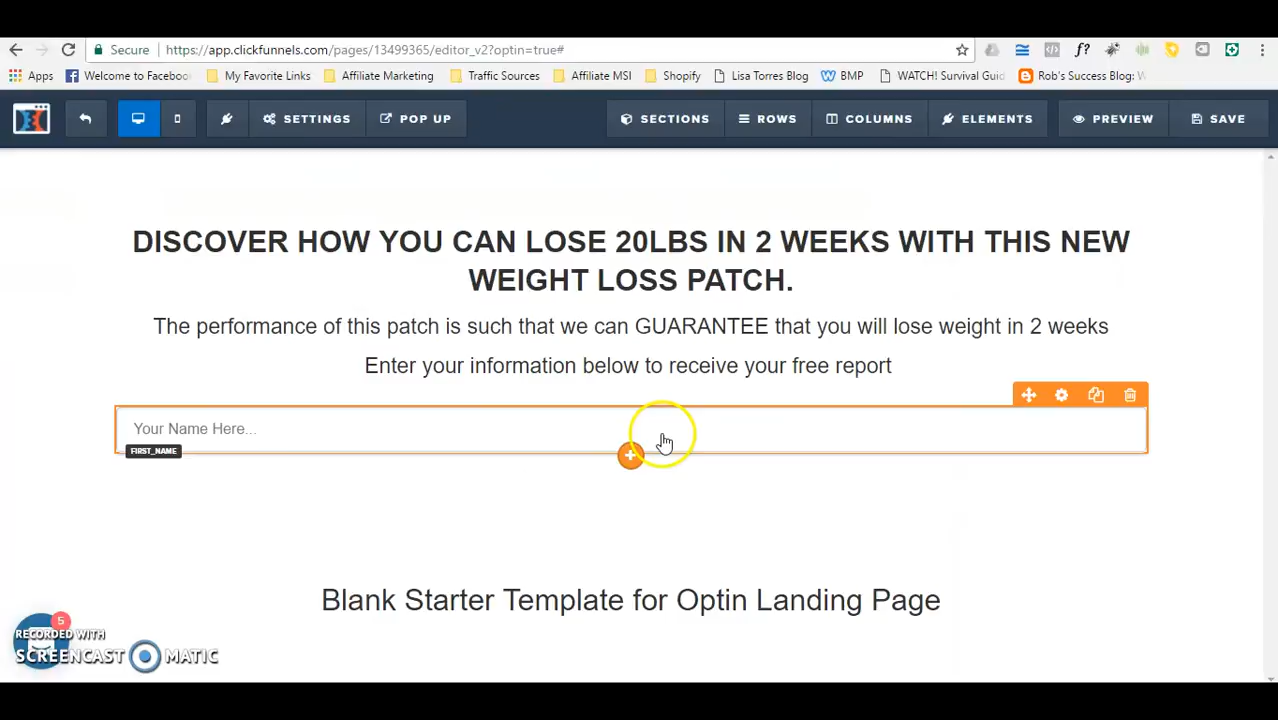 Secure https://app.clickfunnels.com/pages/13499365/editor_v2?optin=true#
f?
Apps Welcome to Faceboo My Favorite Links Affiliate Marketing Traffic Sources Affiliate MSI Shopify Lisa Torres Blog BMP WATCH! Survival Guid Rob's Success Blog: W
SETTINGS POP UP SECTIONS ROWS COLUMNS ELEMENTS PREVIEW SAVE
DISCOVER HOW YOU CAN LOSE 20LBS IN 2 WEEKS WITH THIS NEW
WEIGHT LOSS PATCH.
The performance of this patch is such that we can GUARANTEE that you will lose weight in 2 weeks
Enter your information below to receive your free report
Your Name Here...
FIRST_NAME
Blank Starter Template for Optin Landing Page
5
RECORDED WITH
SCREENCAST MATIC